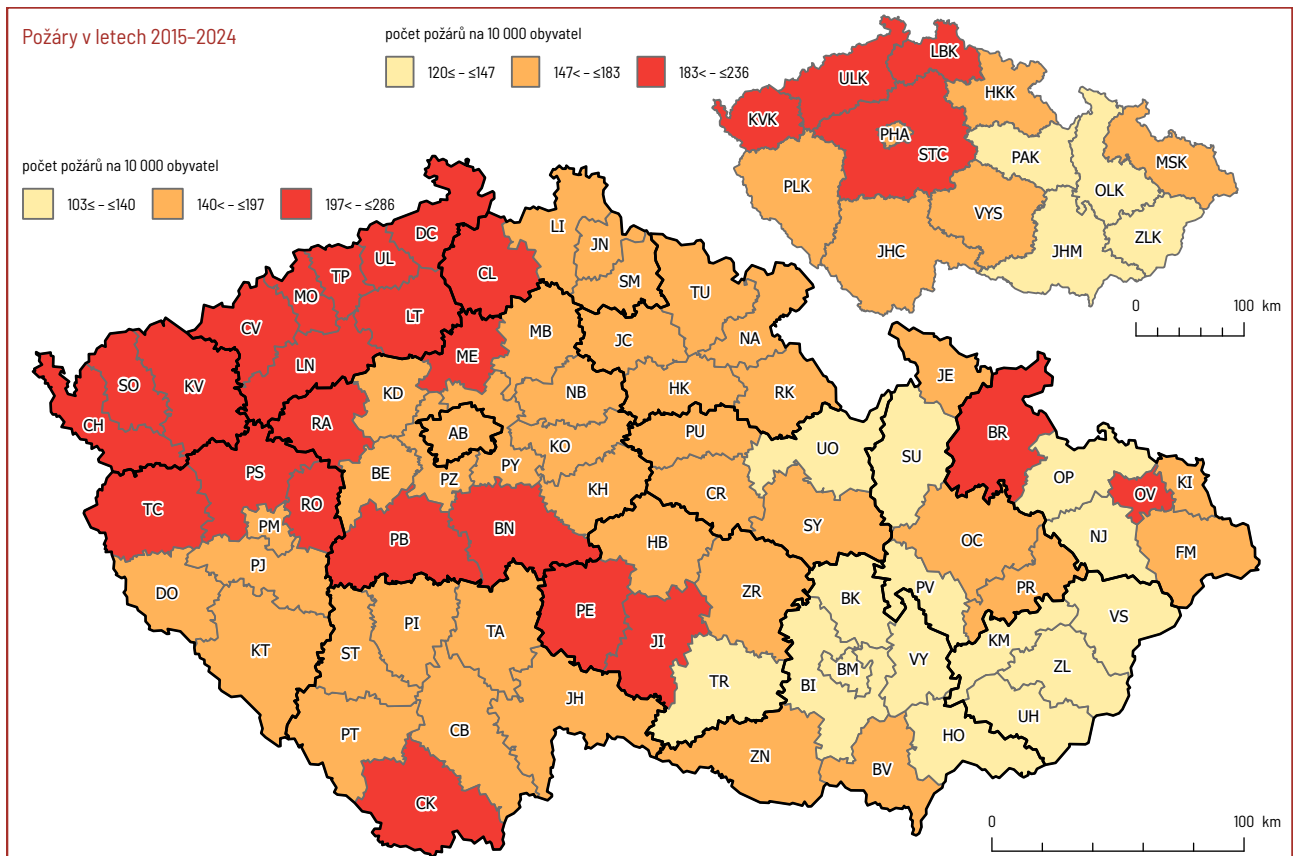 Požáry v letech 2015–2024
počet požárů na 10 000 obyvatel
120≤ – ≤147
147< – ≤183
183< – ≤236
LBK
ULK
HKK
KVK
PHA
STC
PAK
MSK
PLK
OLK
VYS
ZLK
JHC
JHM
0 100 km
počet požárů na 10 000 obyvatel
103≤ – ≤140
140< – ≤197
197< – ≤286
DC
LI
JN
UL
TP
CL
SM
MO
TU
LT
CV
MB
JC
NA
ME
LN
JE
SO
KV
KD
NB
HK
RK
CH
RA
AB
PU
BR
KO
UO
SU
PS
BE
PZ
PY
OP
KI
TC
RO
KH
CR
OV
PM
BN
SY
NJ
PB
HB
OC
FM
PJ
DO
ZR
PV
PR
PE
BK
VS
PI
TA
KM
JI
KT
ST
VY
ZL
TR
BM
BI
JH
UH
PT
CB
HO
ZN
BV
CK
0 100 km